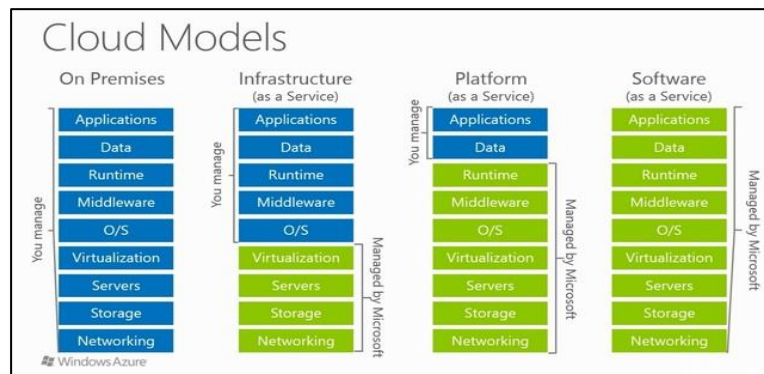 Cloud Models
On Premises
You manage
Applications
Data
Runtime
Middleware
O/S
Virtualization
Servers
Storage
Networking
Infrastructure
(as a Service)
You manage
Applications
Data
Runtime
Middleware
O/S
Virtualization
Servers
Storage
Networking
Managed by Microsoft
Platform
(as a Service)
You manage
Applications
Data
Runtime
Middleware
O/S
Virtualization
Servers
Storage
Networking
Managed by Microsoft
Software
(as a Service)
Applications
Data
Runtime
Middleware
O/S
Virtualization
Servers
Storage
Networking
Managed by Microsoft
Windows Azure